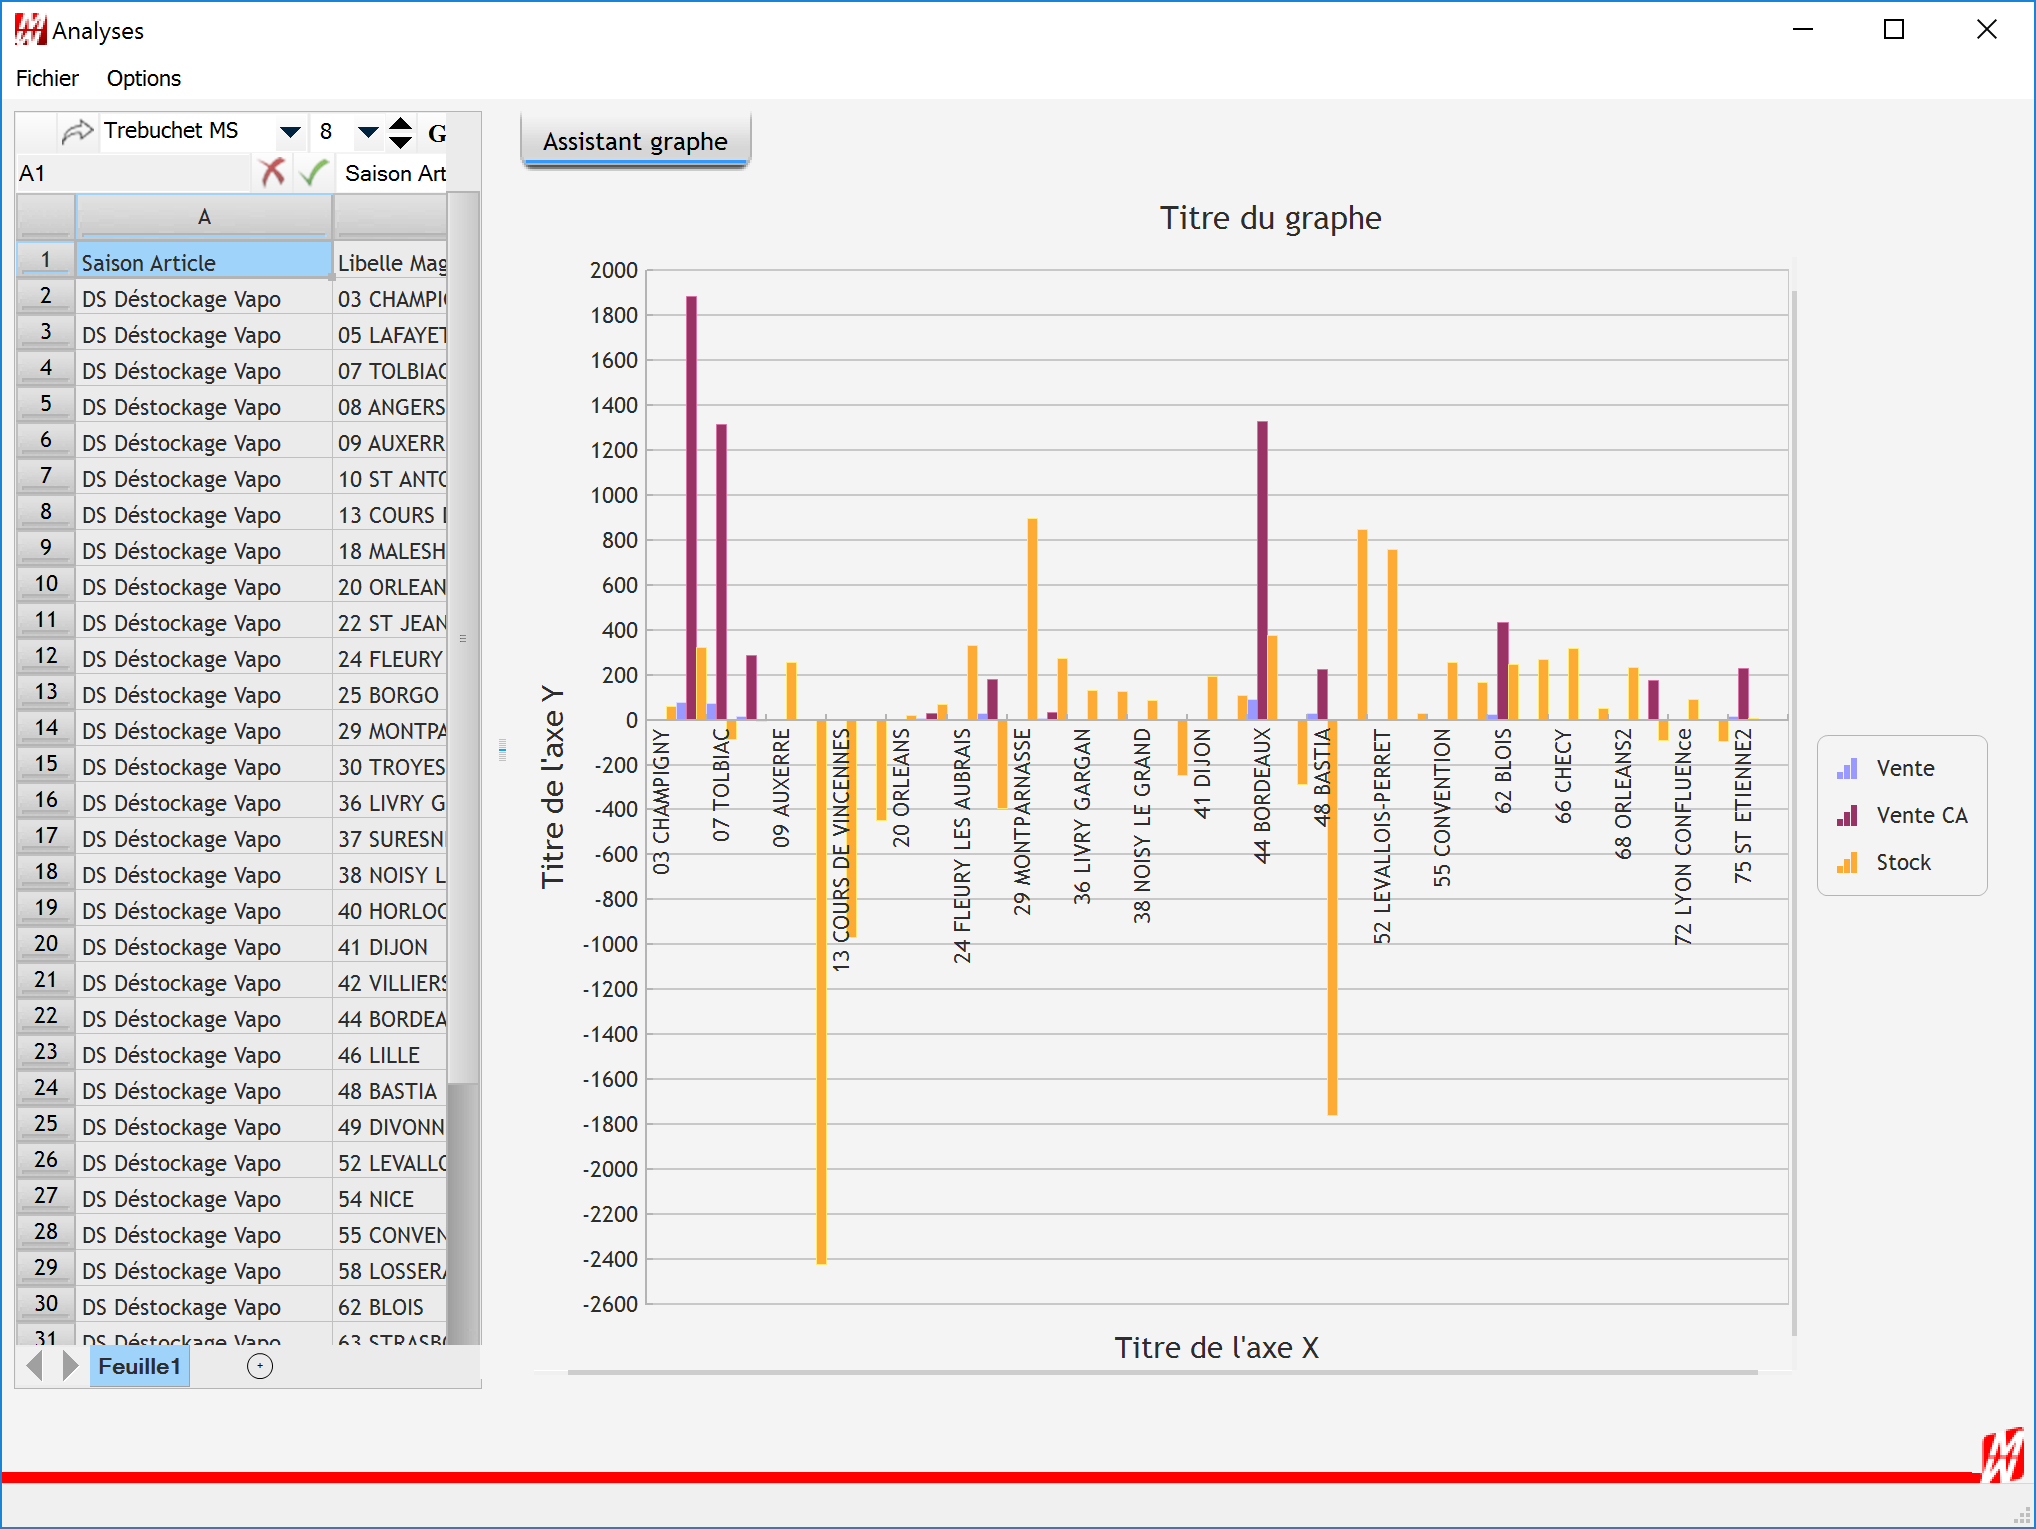 Analyses
Fichier Options
Trebuchet MS 8 G
A1 Saison Art
A
1 Saison Article Libelle Mag
2 DS Déstockage Vapo 03 CHAMPI
3 DS Déstockage Vapo 05 LAFAYET
4 DS Déstockage Vapo 07 TOLBIAC
5 DS Déstockage Vapo 08 ANGERS
6 DS Déstockage Vapo 09 AUXERR
7 DS Déstockage Vapo 10 ST ANTO
8 DS Déstockage Vapo 13 COURS
9 DS Déstockage Vapo 18 MALESH
10 DS Déstockage Vapo 20 ORLEAN
11 DS Déstockage Vapo 22 ST JEAN
12 DS Déstockage Vapo 24 FLEURY
13 DS Déstockage Vapo 25 BORGO
14 DS Déstockage Vapo 29 MONTPA
15 DS Déstockage Vapo 30 TROYES
16 DS Déstockage Vapo 36 LIVRY G
17 DS Déstockage Vapo 37 SURESN
18 DS Déstockage Vapo 38 NOISY L
19 DS Déstockage Vapo 40 HORLOG
20 DS Déstockage Vapo 41 DIJON
21 DS Déstockage Vapo 42 VILLIERS
22 DS Déstockage Vapo 44 BORDEA
23 DS Déstockage Vapo 46 LILLE
24 DS Déstockage Vapo 48 BASTIA
25 DS Déstockage Vapo 49 DIVONN
26 DS Déstockage Vapo 52 LEVALLO
27 DS Déstockage Vapo 54 NICE
28 DS Déstockage Vapo 55 CONVEN
29 DS Déstockage Vapo 58 LOSSERA
30 DS Déstockage Vapo 62 BLOIS
31 DS Déstockage Vapo 63 STRASBO
Feuille1
Assistant graphe
Titre du graphe
Titre de l'axe Y
2000
1800
1600
1400
1200
1000
800
600
400
200
0
-200
-400
-600
-800
-1000
-1200
-1400
-1600
-1800
-2000
-2200
-2400
-2600
03 CHAMPIGNY
07 TOLBIAC
09 AUXERRE
13 COURS DE VINCENNES
20 ORLEANS
24 FLEURY LES AUBRAIS
29 MONTPARNASSE
36 LIVRY GARGAN
38 NOISY LE GRAND
41 DIJON
44 BORDEAUX
48 BASTIA
52 LEVALLOIS-PERRET
55 CONVENTION
62 BLOIS
66 CHECY
68 ORLEANS2
72 LYON CONFLUENce
75 ST ETIENNE2
Titre de l'axe X
Vente
Vente CA
Stock